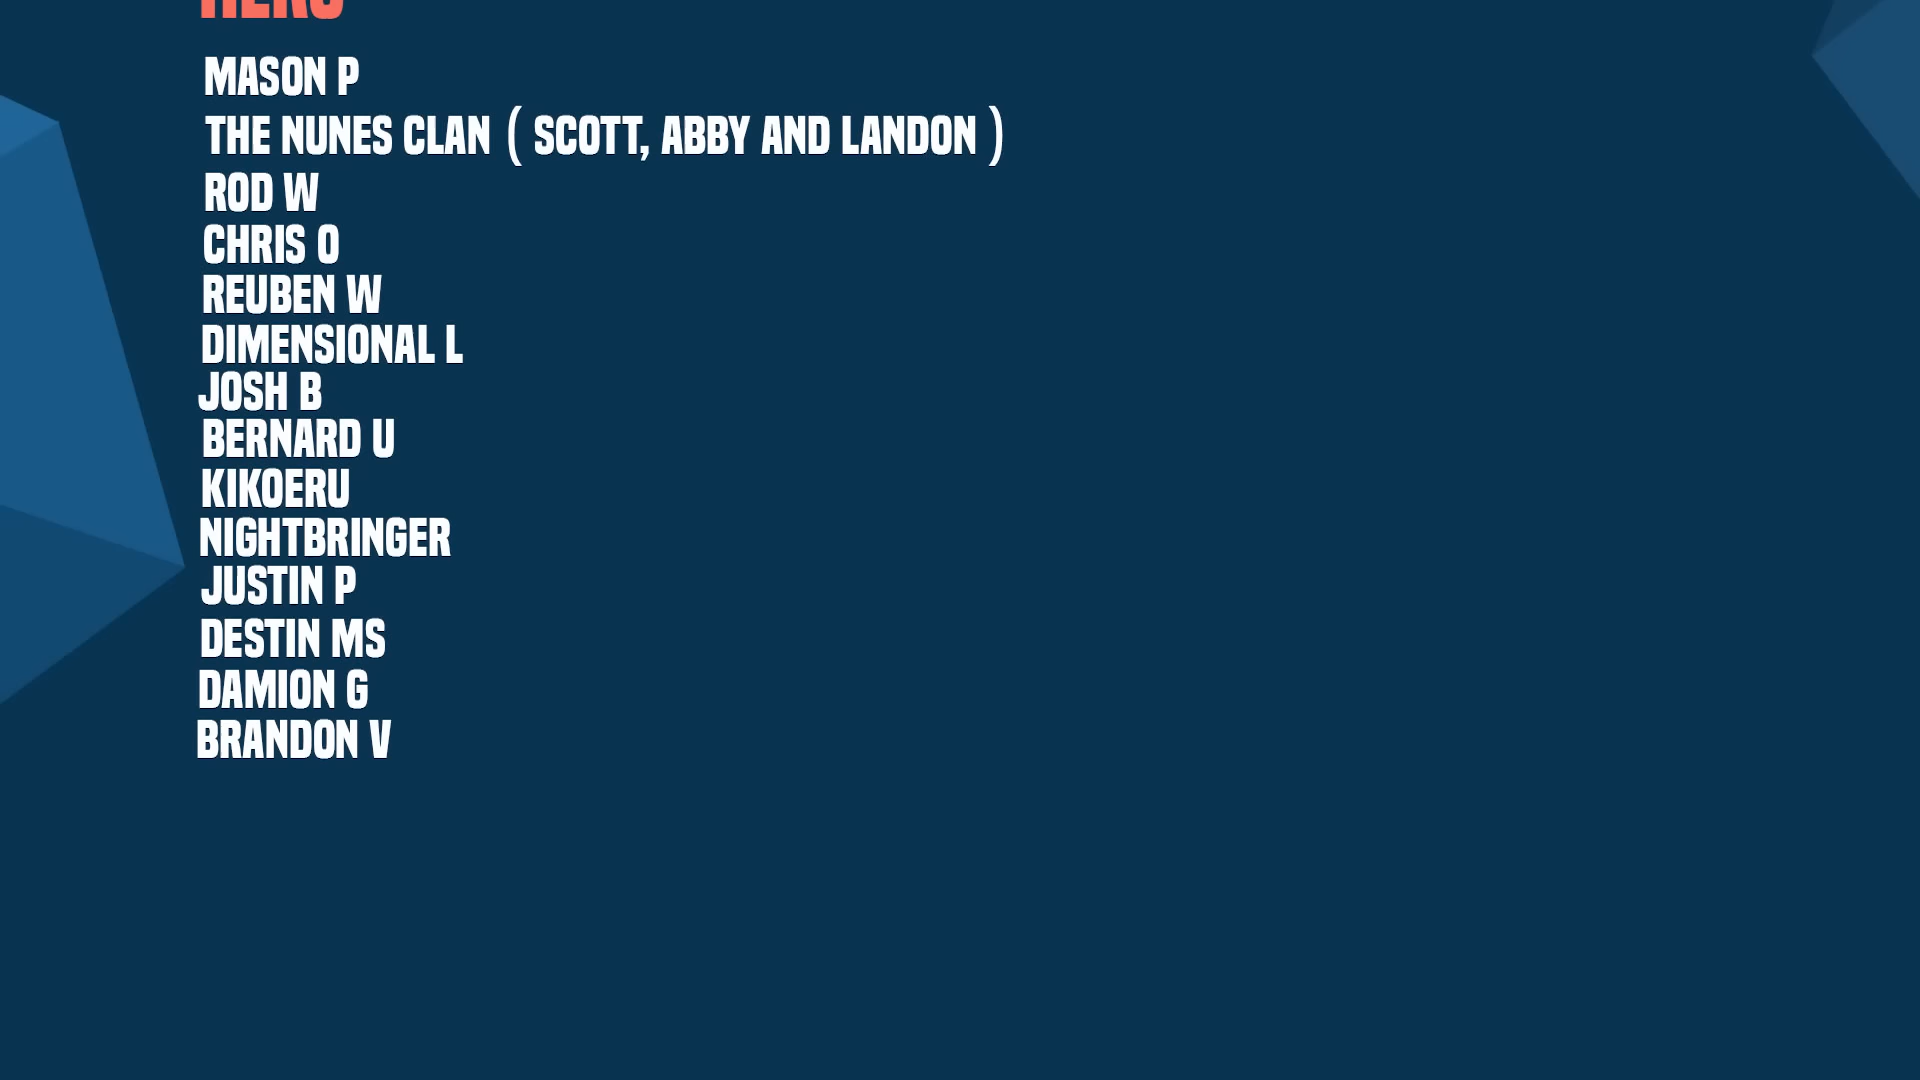 HERO
MASON P
THE NUNES CLAN ( SCOTT, ABBY AND LANDON )
ROD W
CHRIS O
REUBEN W
DIMENSIONAL L
JOSH B
BERNARD U
KIKOERU
NIGHTBRINGER
JUSTIN P
DESTIN MS
DAMION G
BRANDON V